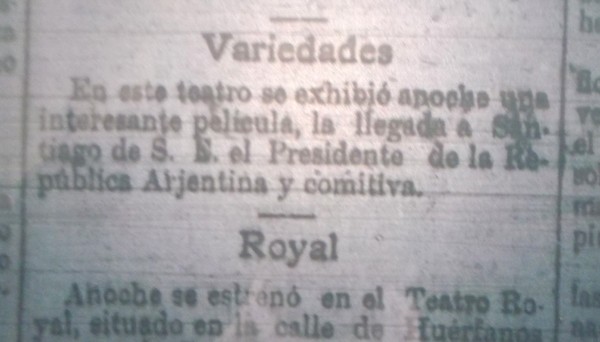 Variedades
En este teatro se exhibió anoche una
interesante película, la llegada a San-
tiago de S. E. el Presidente de la Re-
pública Arjentina y comitiva.
Royal
Anoche se estrenó en el Teatro Ro-
yal, situado en la calle de Huérfanos